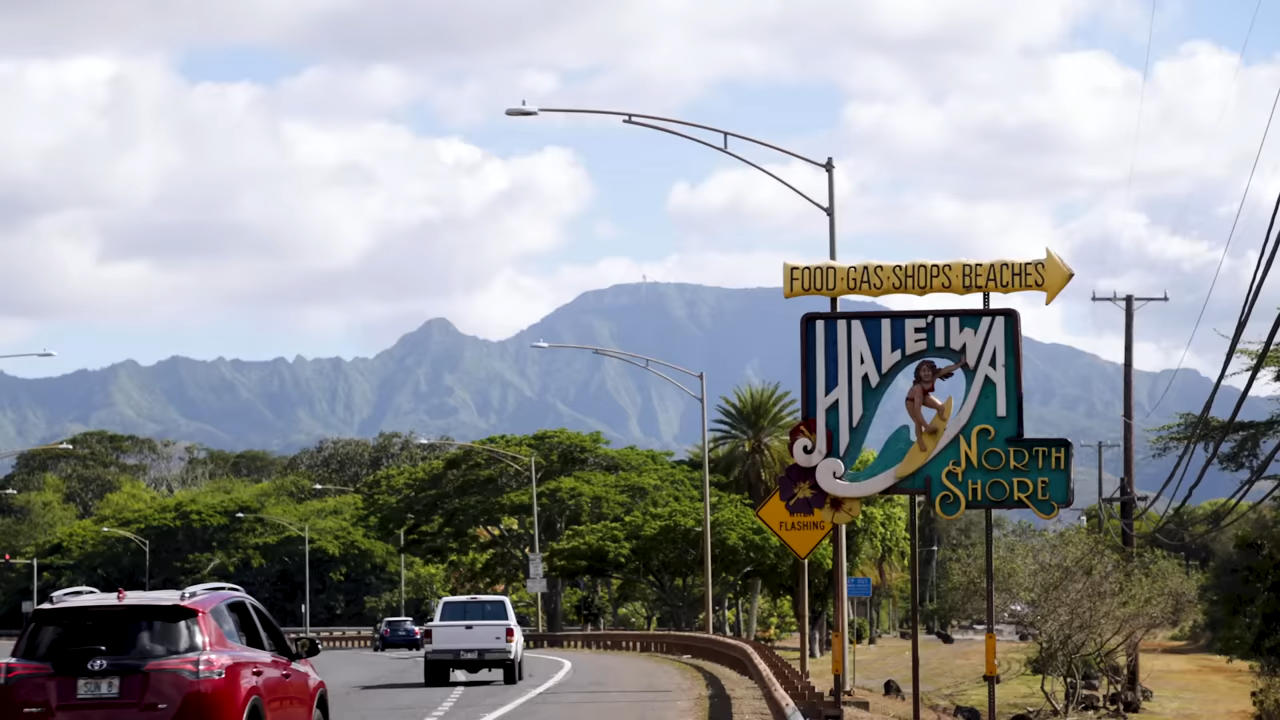 FOOD·GAS·SHOPS·BEACHES
HALE'IWA
NORTH
SHORE
FLASHING
SUN 8